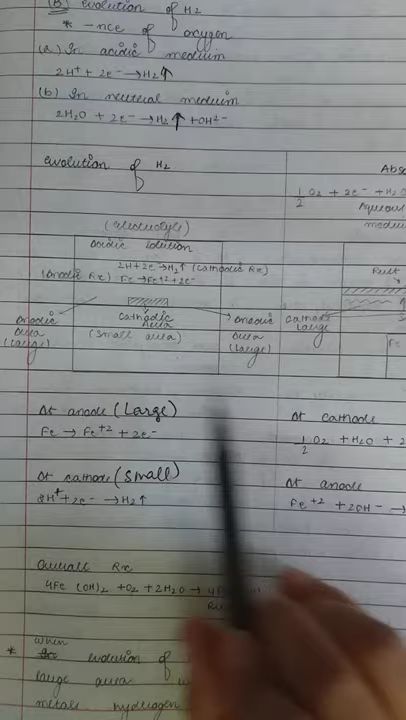 (B) evolution of H2
* -nce of oxygen
(a) In acidic medium
2H+ + 2e- → H2 ↑
(b) In neutral medium
2H2O + 2e- → H2 ↑ + OH2-
evolution of H2
1/2 O2 + 2e- + H2O
Aqueous
(electrolyte)
acidic solution
2H+2e → H2↑ (cathodic Rx)
(Anodic Rx) Fe → Fe+2 + 2e-
Rust
Anodic area (large)
cathodic area
(small area)
Anodic area (large)
cathode large
At anode (Large)
Fe → Fe+2 + 2e-
At cathode (small)
2H+ + 2e- → H2↑
At cathode
1/2 O2 + H2O + 2
At anode
Fe+2 + 2OH- →
Overall Rx
4Fe (OH)2 + O2 + 2H2O →
when
* evolution of
large area
metals hydrogen